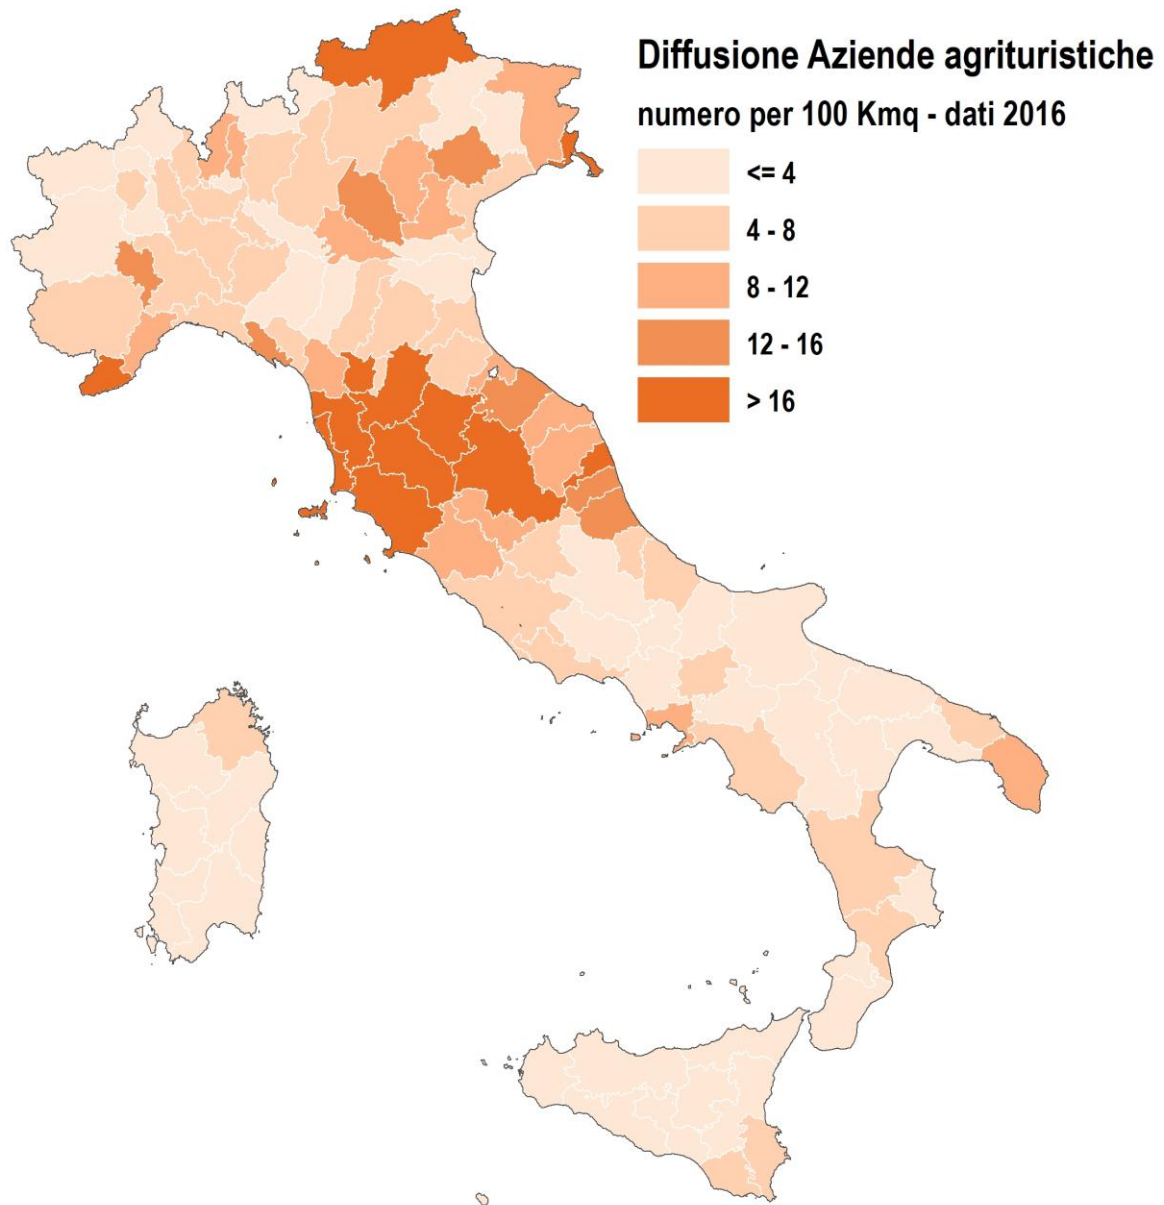 Diffusione Aziende agrituristiche
numero per 100 Kmq - dati 2016
<= 4
4 - 8
8 - 12
12 - 16
> 16